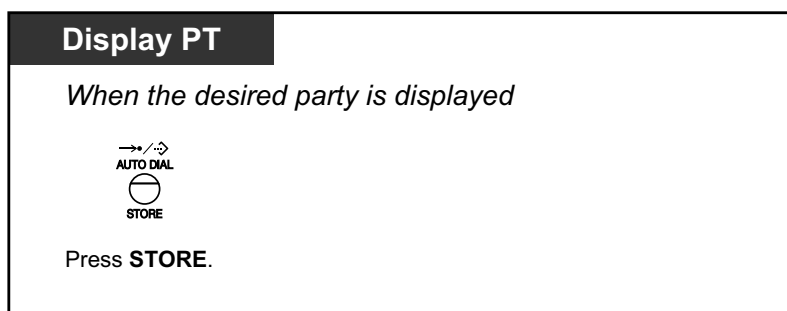 Display PT
When the desired party is displayed
AUTO DIAL
STORE
Press STORE.